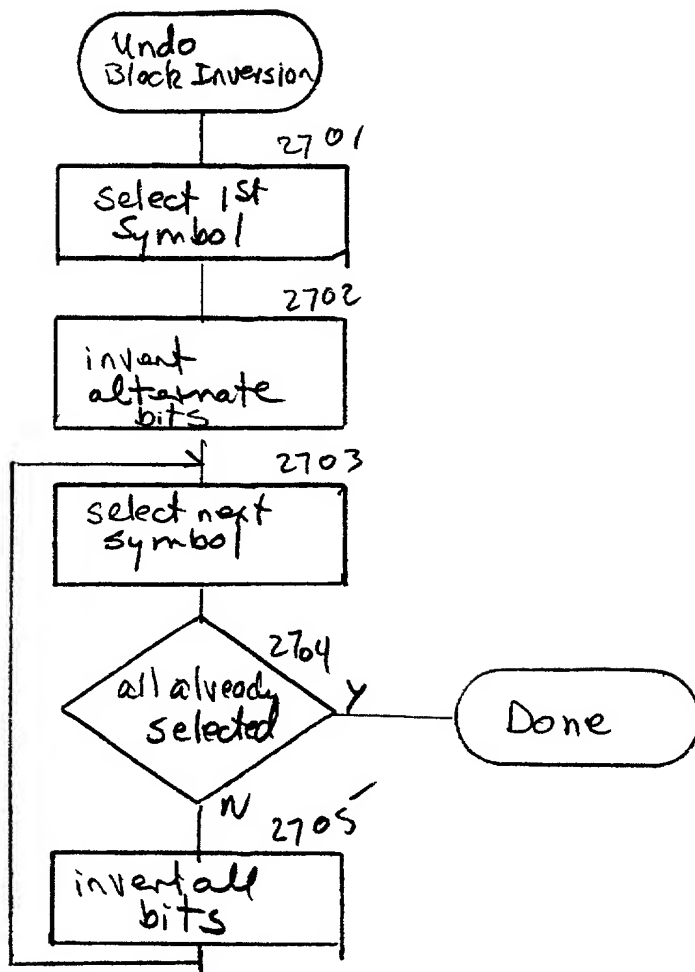 Undo
Block Inversion
2701
select 1st
symbol
2702
invert
alternate
bits
2703
select next
symbol
2704
all already
selected
Y
Done
N
2705
invert all
bits